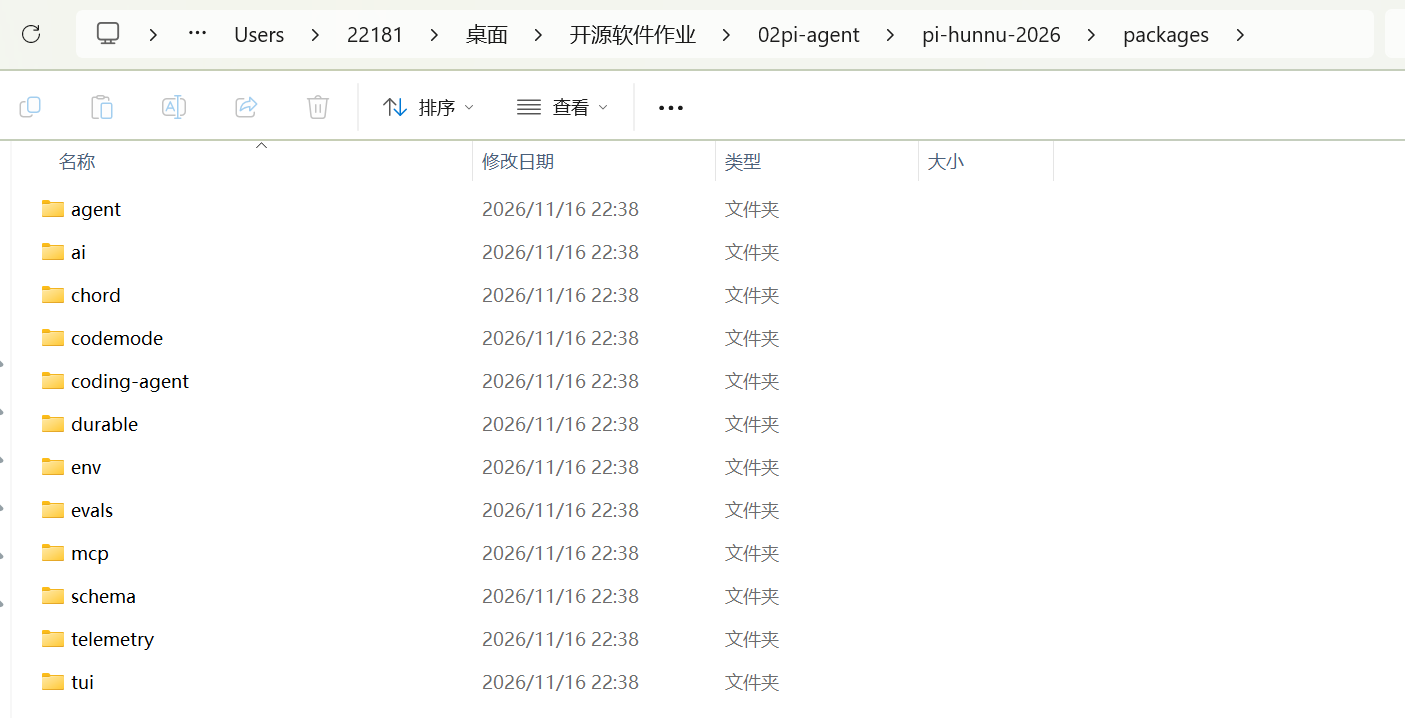 Users 22181 桌面 开源软件作业 02pi-agent pi-hunnu-2026 packages
排序 查看
名称 修改日期 类型 大小
agent 2026/11/16 22:38 文件夹
ai 2026/11/16 22:38 文件夹
chord 2026/11/16 22:38 文件夹
codemode 2026/11/16 22:38 文件夹
coding-agent 2026/11/16 22:38 文件夹
durable 2026/11/16 22:38 文件夹
env 2026/11/16 22:38 文件夹
evals 2026/11/16 22:38 文件夹
mcp 2026/11/16 22:38 文件夹
schema 2026/11/16 22:38 文件夹
telemetry 2026/11/16 22:38 文件夹
tui 2026/11/16 22:38 文件夹